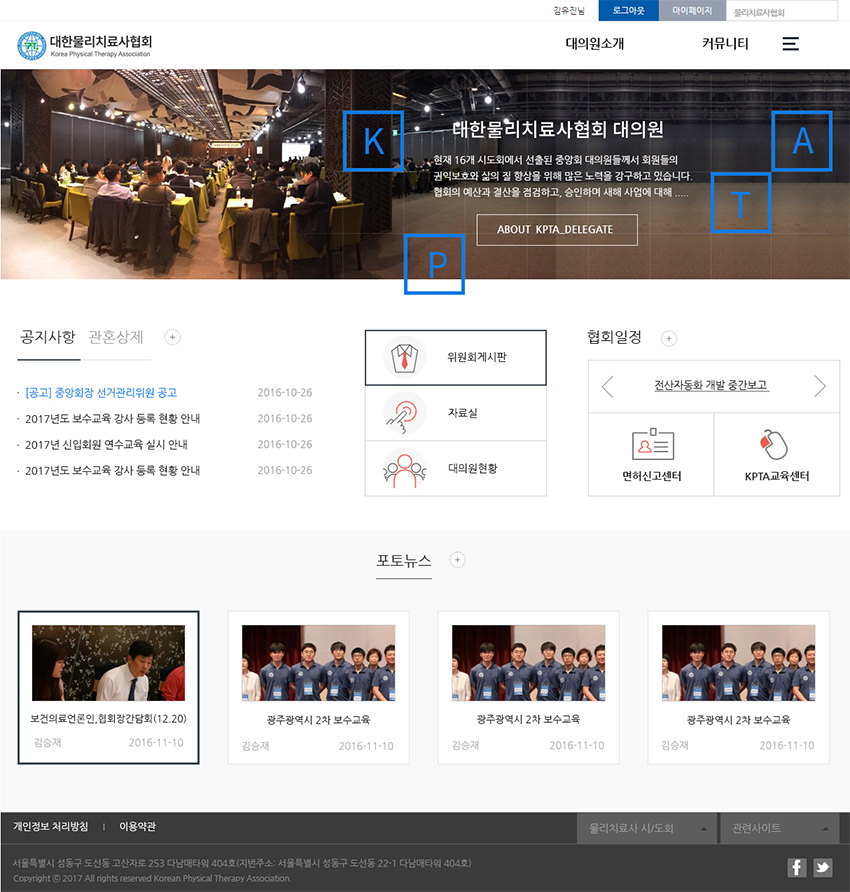 김유진님
로그아웃
마이페이지
물리치료사협회
대한물리치료사협회
Korea Physical Therapy Association
대의원소개
커뮤니티
K
A
T
P
대한물리치료사협회 대의원
현재 16개 시도회에서 선출된 중앙회 대의원들께서 회원들의
권익보호와 삶의 질 향상을 위해 많은 노력을 강구하고 있습니다.
협회의 예산과 결산을 점검하고, 승인하며 새해 사업에 대해 .....
ABOUT KPTA_DELEGATE
공지사항 관혼상제 +
· [공고] 중앙회장 선거관리위원 공고 2016-10-26
· 2017년도 보수교육 강사 등록 현황 안내 2016-10-26
· 2017년 신입회원 연수교육 실시 안내 2016-10-26
· 2017년도 보수교육 강사 등록 현황 안내 2016-10-26
위원회게시판
자료실
대의원현황
협회일정 +
전산자동화 개발 중간보고
면허신고센터
KPTA교육센터
포토뉴스 +
보건의료언론인,협회장간담회(12.20)
김승재 2016-11-10
광주광역시 2차 보수교육
김승재 2016-11-10
광주광역시 2차 보수교육
김승재 2016-11-10
광주광역시 2차 보수교육
김승재 2016-11-10
개인정보 처리방침 | 이용약관
물리치료사 시/도회
관련사이트
서울특별시 성동구 도선동 고산자로 253 다남매타워 404호(지번주소: 서울특별시 성동구 도선동 22-1 다남매타워 404호)
Copyright ⓒ 2017 All rights reserved Korean Physical Therapy Association.